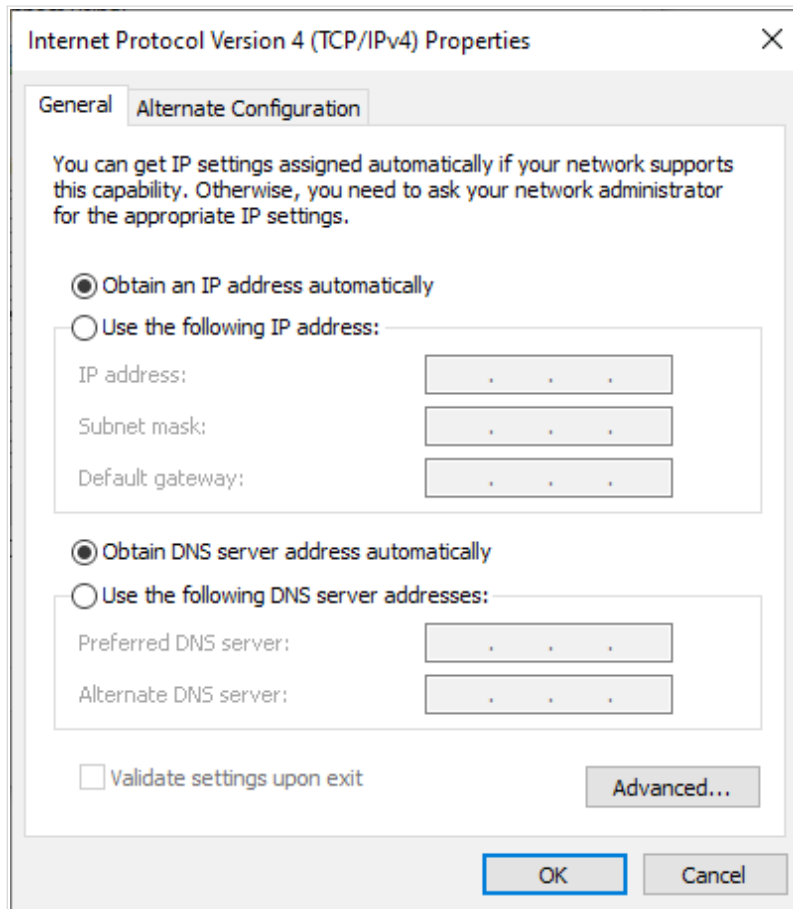 Internet Protocol Version 4 (TCP/IPv4) Properties
General
Alternate Configuration
You can get IP settings assigned automatically if your network supports
this capability. Otherwise, you need to ask your network administrator
for the appropriate IP settings.
Obtain an IP address automatically
Use the following IP address:
IP address:
. . .
Subnet mask:
. . .
Default gateway:
. . .
Obtain DNS server address automatically
Use the following DNS server addresses:
Preferred DNS server:
. . .
Alternate DNS server:
. . .
Validate settings upon exit
Advanced...
OK
Cancel